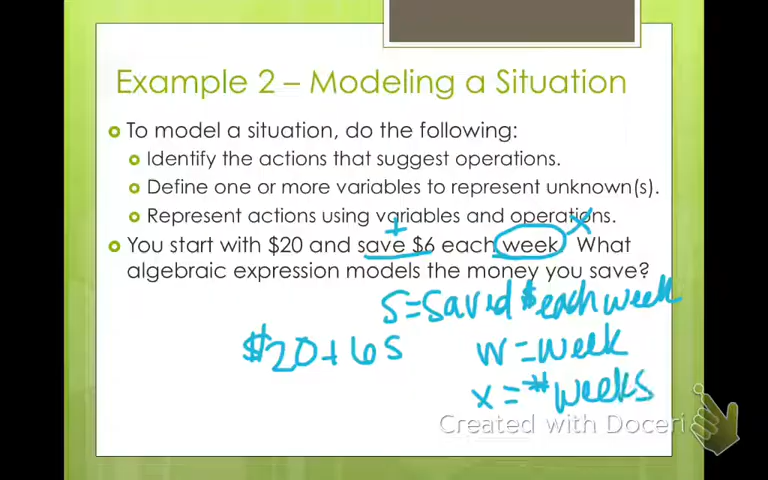 Example 2 – Modeling a Situation
To model a situation, do the following:
Identify the actions that suggest operations.
Define one or more variables to represent unknown(s).
Represent actions using variables and operations.
+ x
You start with $20 and save $6 each week. What
algebraic expression models the money you save?
S=Saved $ each week
$20+6S
w=week
x=# weeks
Created with Doceri